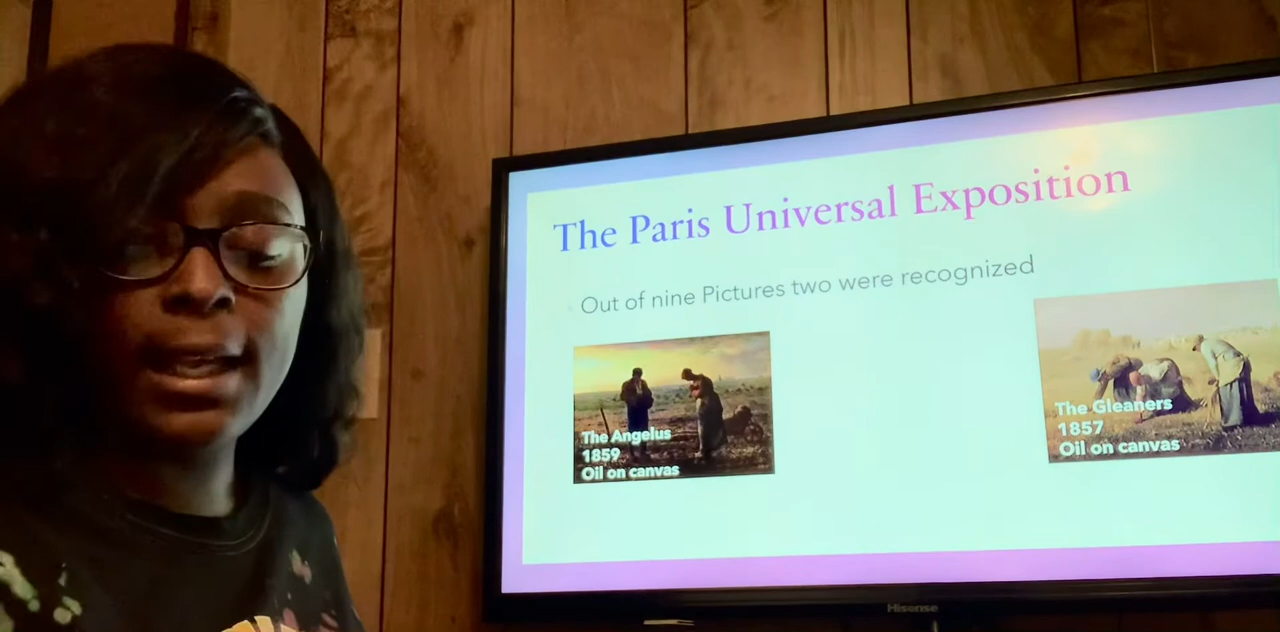 The Paris Universal Exposition
Out of nine Pictures two were recognized
The Angelus
1859
Oil on canvas
The Gleaners
1857
Oil on canvas
Hisense